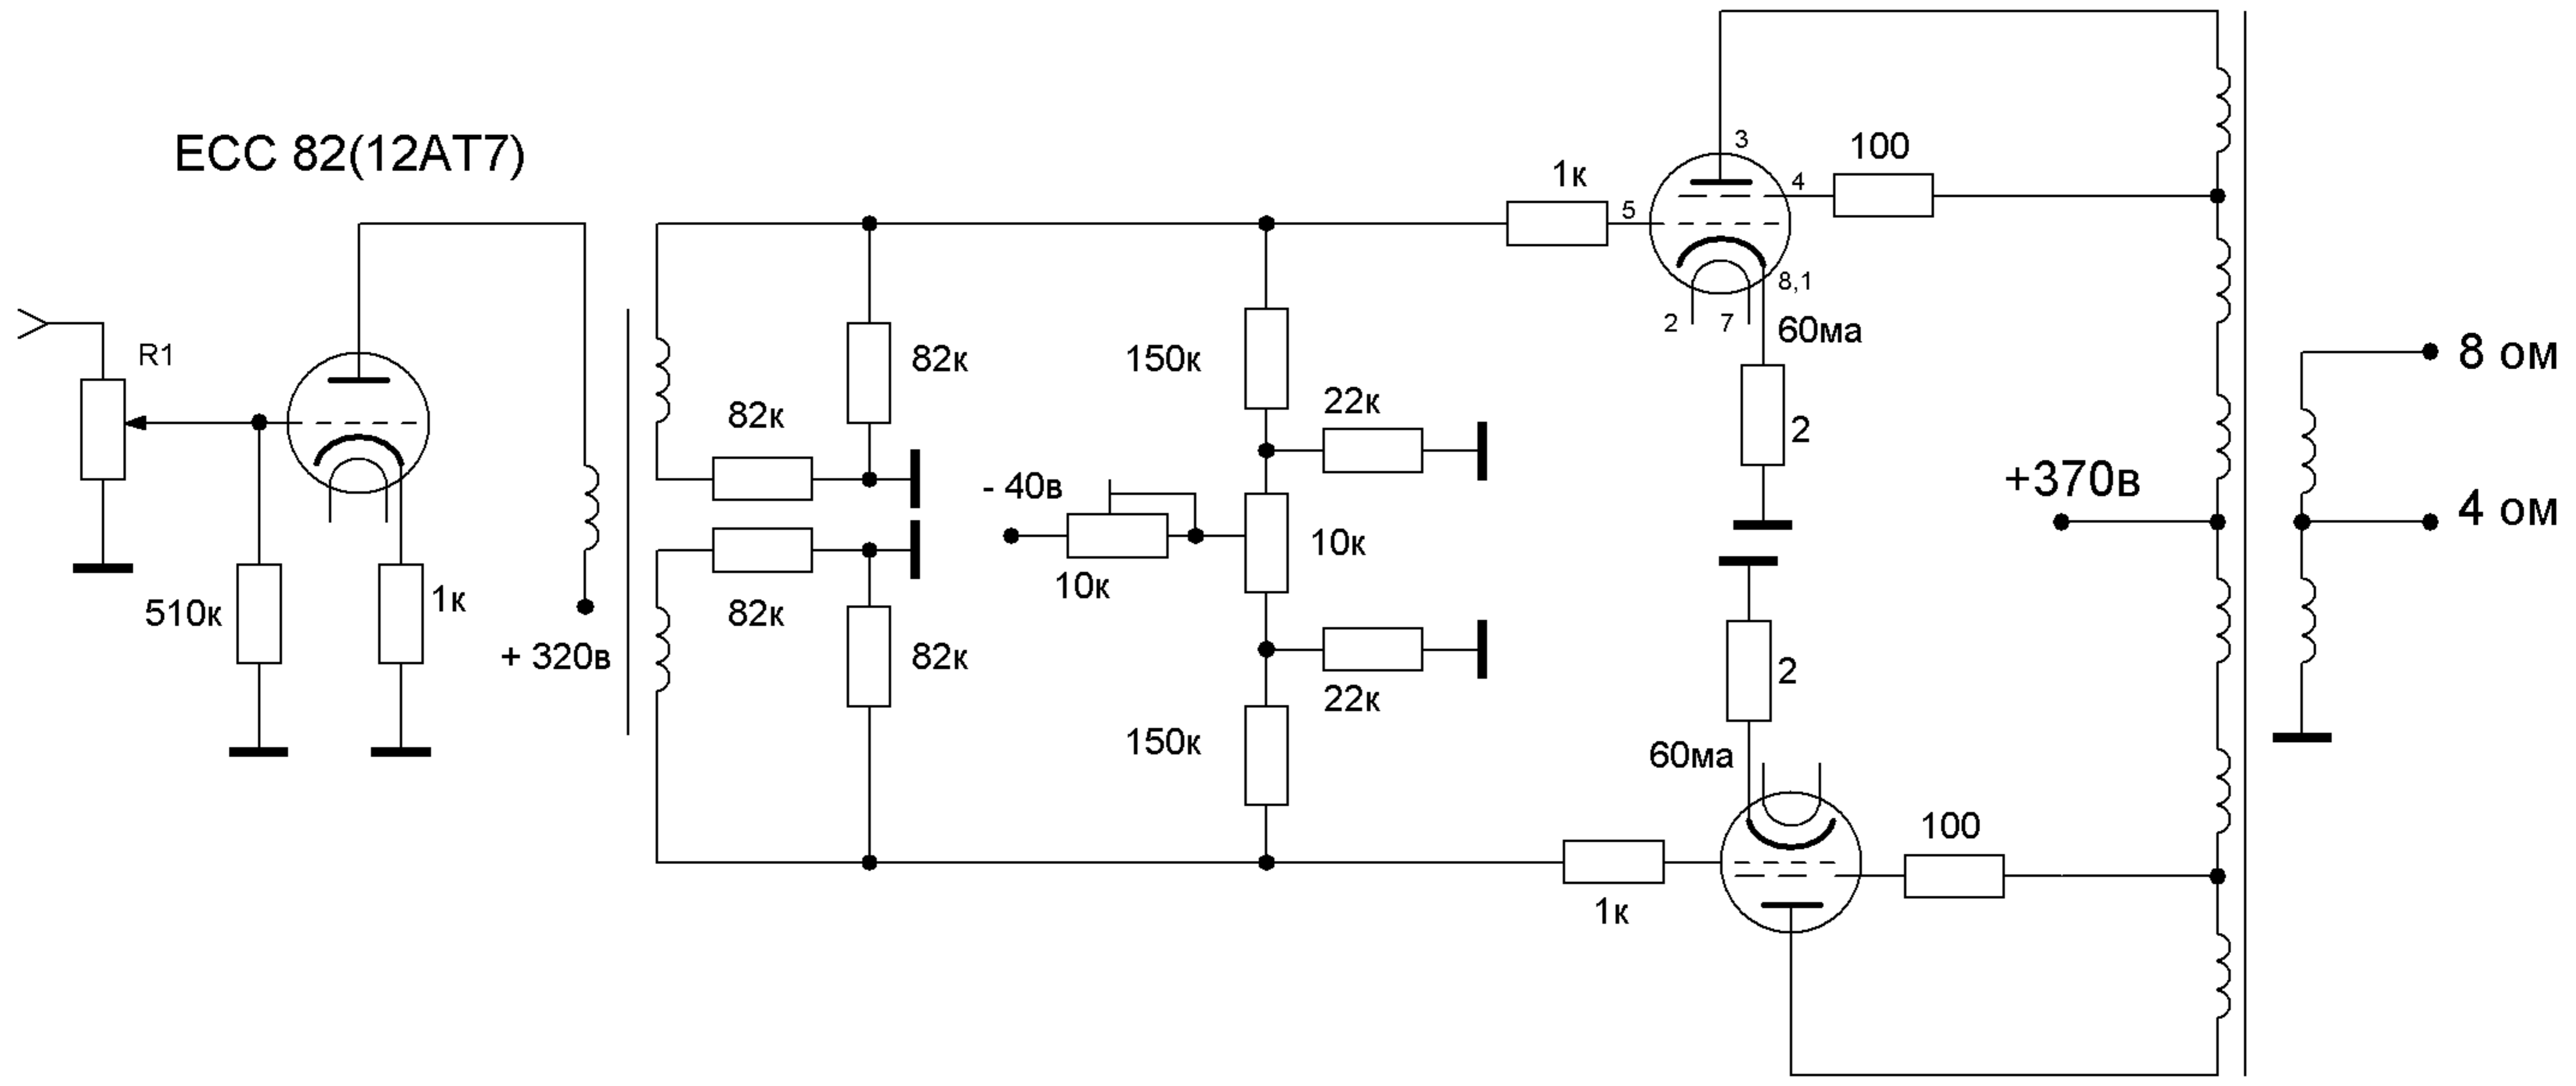 ECC 82(12AT7)
R1
510к
1к
+ 320в
82к
82к
82к
82к
- 40в
10к
150к
22к
10к
22к
150к
1к
5
3
4
100
8,1
2
7
60ма
2
2
60ма
1к
100
+370в
8 ом
4 ом